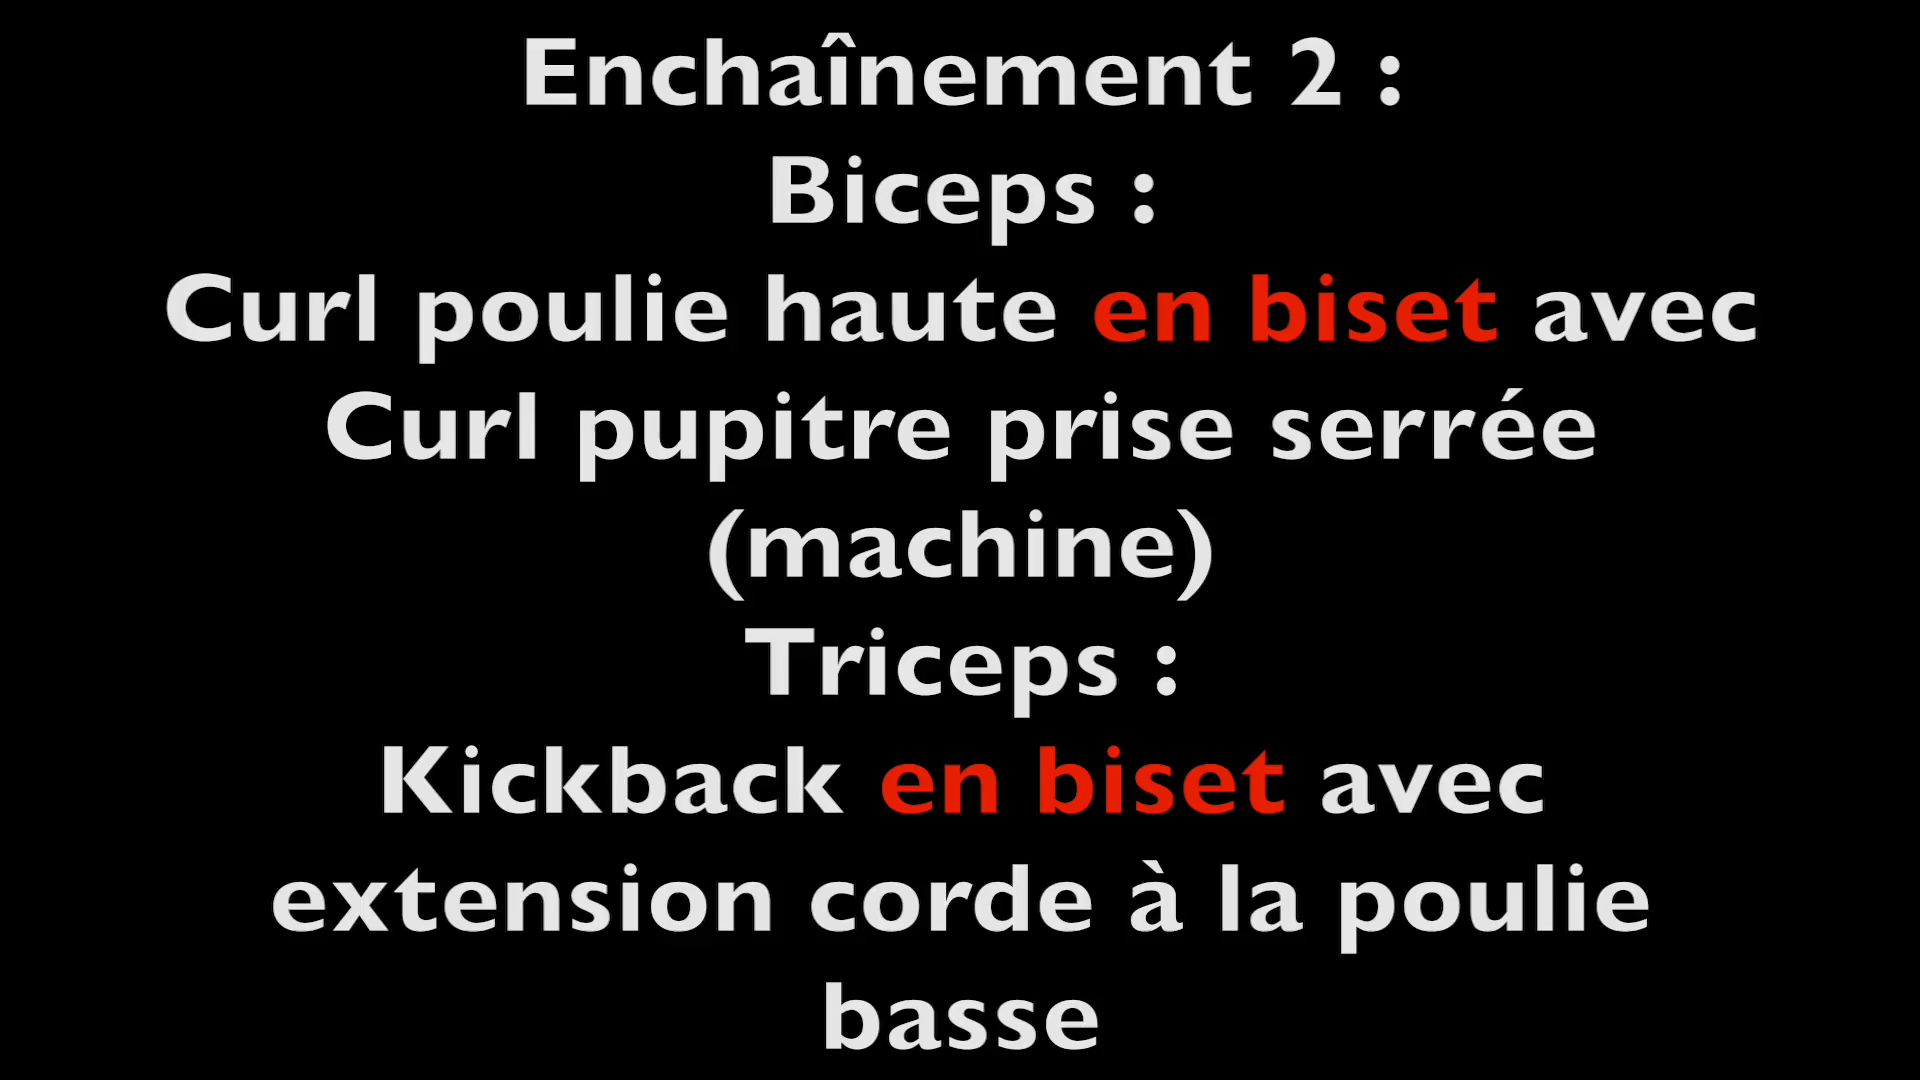 Enchaînement 2 :
Biceps :
Curl poulie haute en biset avec
Curl pupitre prise serrée
(machine)
Triceps :
Kickback en biset avec
extension corde à la poulie
basse